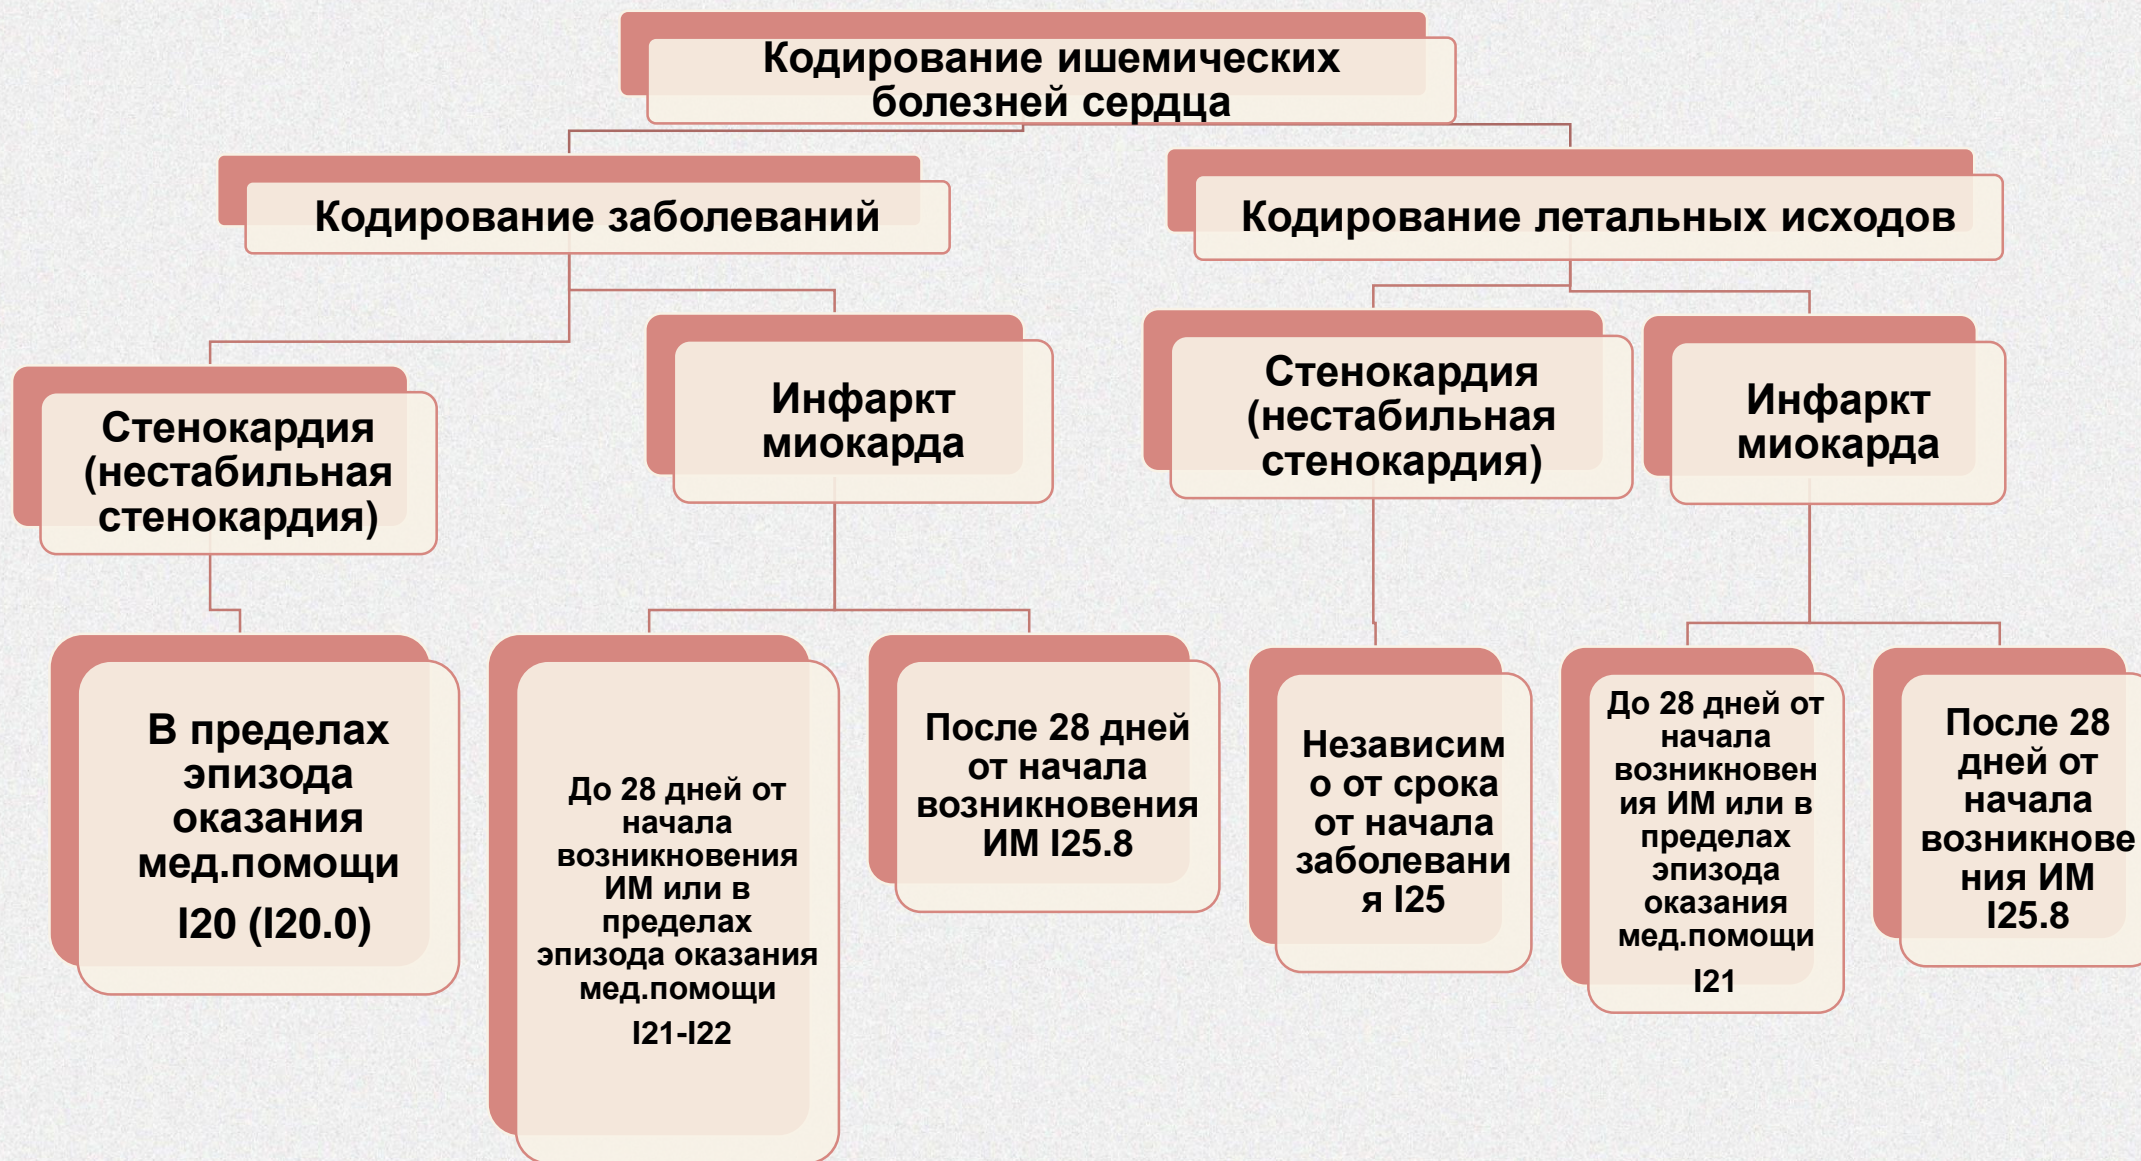 Кодирование ишемических
болезней сердца
Кодирование заболеваний
Кодирование летальных исходов
Стенокардия
(нестабильная
стенокардия)
Инфаркт
миокарда
Стенокардия
(нестабильная
стенокардия)
Инфаркт
миокарда
В пределах
эпизода
оказания
мед.помощи
I20 (I20.0)
До 28 дней от
начала
возникновения
ИМ или в
пределах
эпизода оказания
мед.помощи
I21-I22
После 28 дней
от начала
возникновения
ИМ I25.8
Независим
о от срока
от начала
заболевани
я I25
До 28 дней от
начала
возникновен
ия ИМ или в
пределах
эпизода
оказания
мед.помощи
I21
После 28
дней от
начала
возникнове
ния ИМ
I25.8